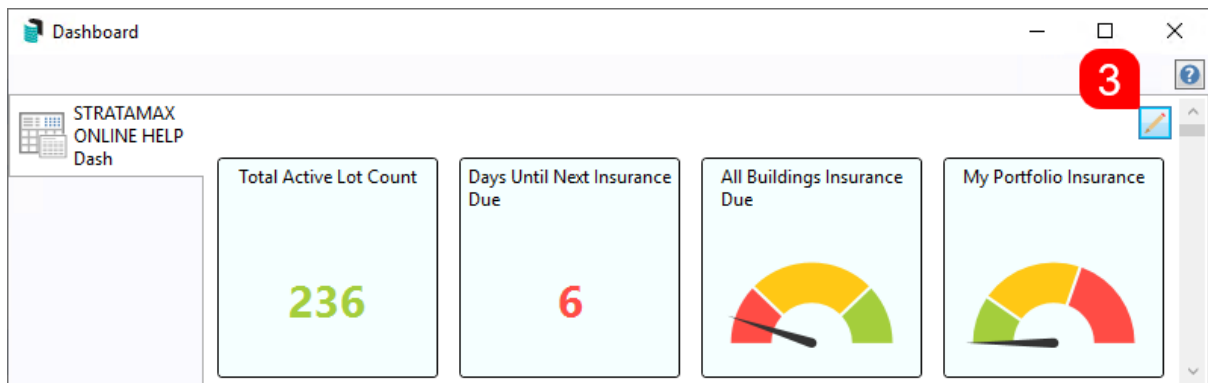 Dashboard
3
?
STRATAMAX
ONLINE HELP
Dash
Total Active Lot Count
236
Days Until Next Insurance
Due
6
All Buildings Insurance
Due
My Portfolio Insurance